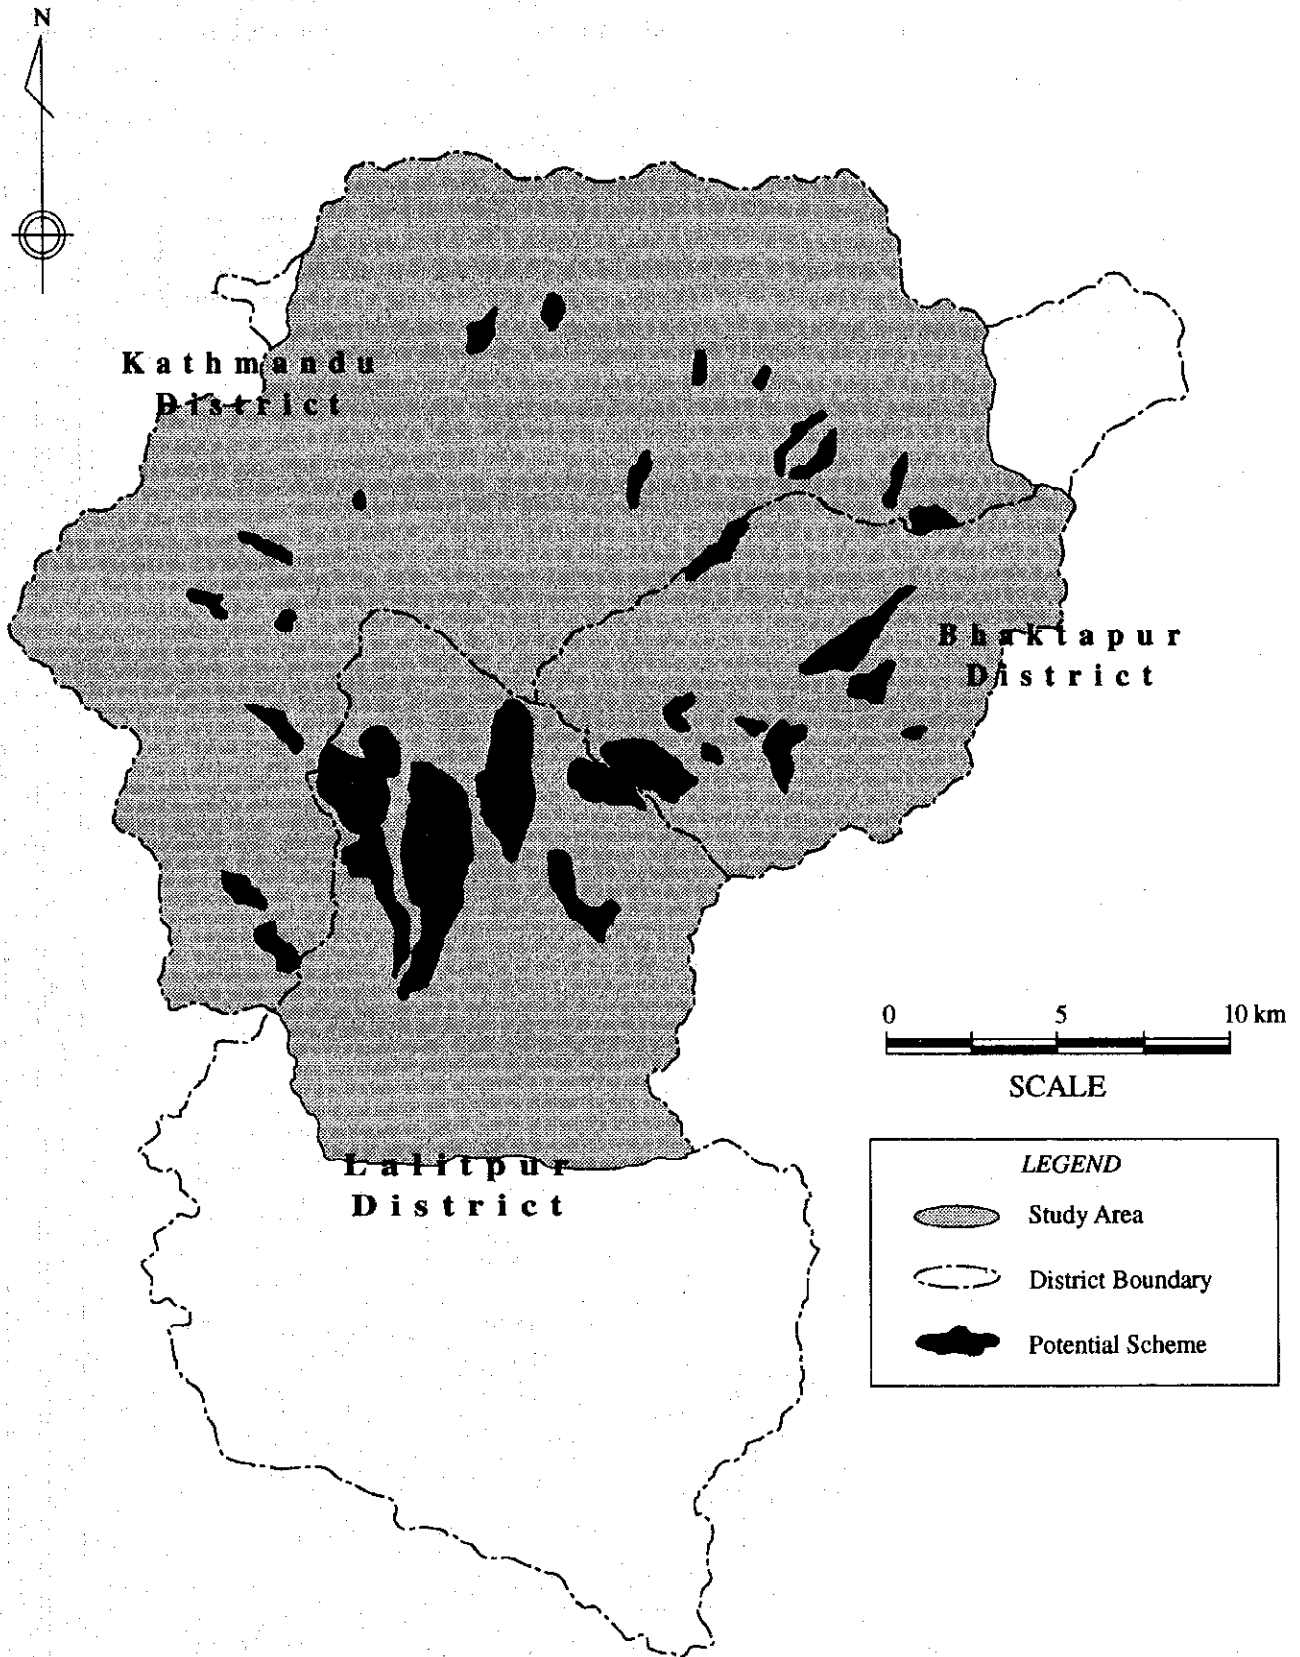 N
Kathmandu
District
Bhaktapur
District
0 5 10 km
SCALE
LEGEND
Study Area
District Boundary
Potential Scheme
Lalitpur
District